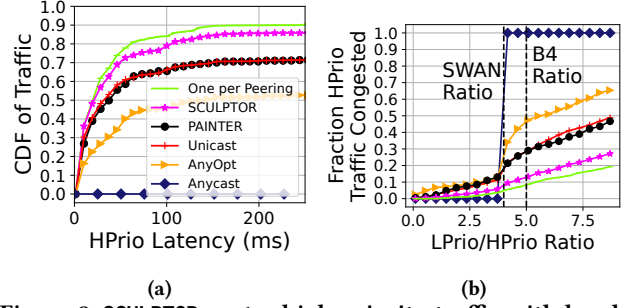 1.0
0.9
0.8
0.7
0.6
0.5
0.4
0.3
0.2
0.1
0.0
CDF of Traffic
One per Peering
SCULPTOR
PAINTER
Unicast
AnyOpt
Anycast
0 100 200
HPrio Latency (ms)
(a)
1.0
0.9
0.8
0.7
0.6
0.5
0.4
0.3
0.2
0.1
0.0
Fraction HPrio
Traffic Congested
SWAN
Ratio
B4
Ratio
0.0 2.5 5.0 7.5
LPrio/HPrio Ratio
(b)